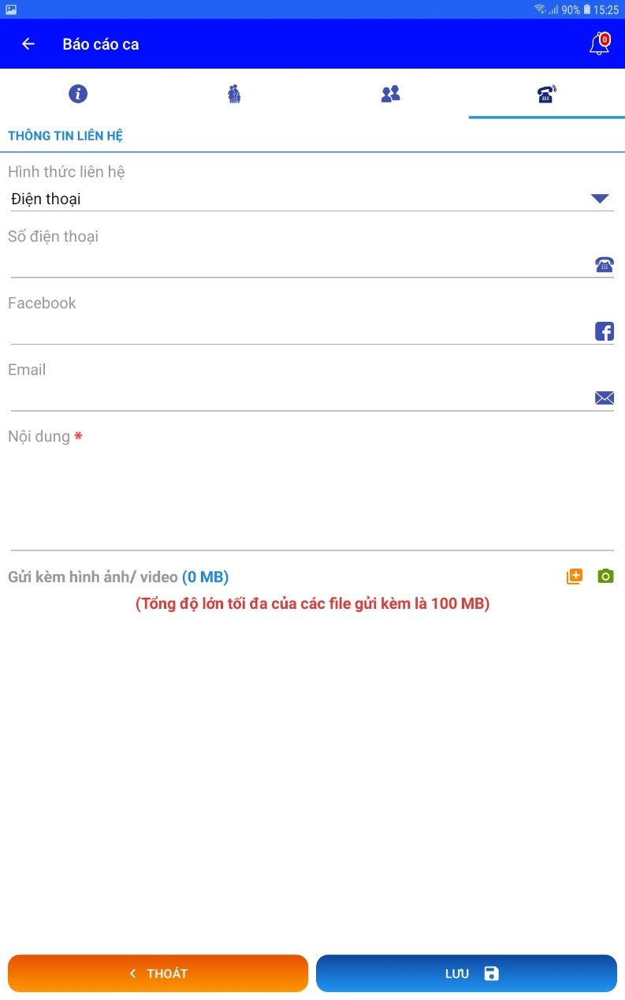 90% 15:25
Báo cáo ca
0
THÔNG TIN LIÊN HỆ
Hình thức liên hệ
Điện thoại
Số điện thoại
Facebook
Email
Nội dung *
Gửi kèm hình ảnh/ video (0 MB)
(Tổng độ lớn tối đa của các file gửi kèm là 100 MB)
THOÁT
LƯU